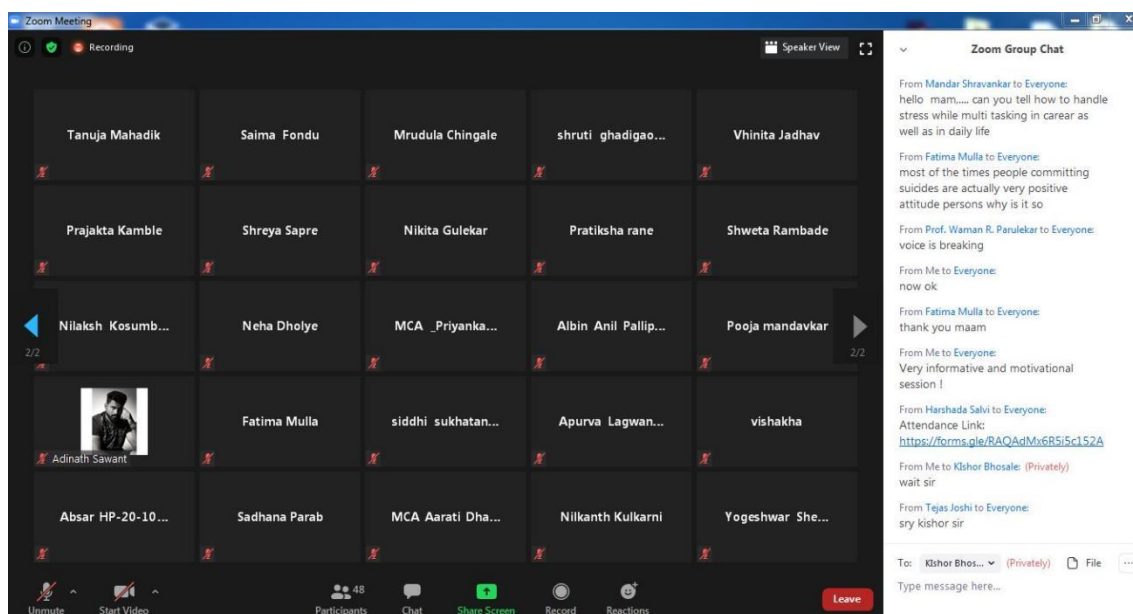 Zoom Meeting
Recording
Speaker View
Tanuja Mahadik
Saima Fondu
Mrudula Chingale
shruti ghadigao...
Vhinita Jadhav
Prajakta Kamble
Shreya Sapre
Nikita Gulekar
Pratiksha rane
Shweta Rambade
Nilaksh Kosumb...
Neha Dholye
MCA _Priyanka...
Albin Anil Pallip...
Pooja mandavkar
2/2
2/2
Adinath Sawant
Fatima Mulla
siddhi sukhatan...
Apurva Lagwan...
vishakha
Absar HP-20-10...
Sadhana Parab
MCA Aarati Dha...
Nilkanth Kulkarni
Yogeshwar She...
Unmute
Start Video
48
Participants
Chat
Share Screen
Record
Reactions
Leave
Zoom Group Chat
From Mandar Shravankar to Everyone:
hello mam,.... can you tell how to handle
stress while multi tasking in carear as
well as in daily life
From Fatima Mulla to Everyone:
most of the times people committing
suicides are actually very positive
attitude persons why is it so
From Prof. Waman R. Parulekar to Everyone:
voice is breaking
From Me to Everyone:
now ok
From Fatima Mulla to Everyone:
thank you maam
From Me to Everyone:
Very informative and motivational
session !
From Harshada Salvi to Everyone:
Attendance Link:
https://forms.gle/RAQAdMx6R5i5c152A
From Me to KIshor Bhosale: (Privately)
wait sir
From Tejas Joshi to Everyone:
sry kishor sir
To: KIshor Bhos... (Privately) File ...
Type message here...